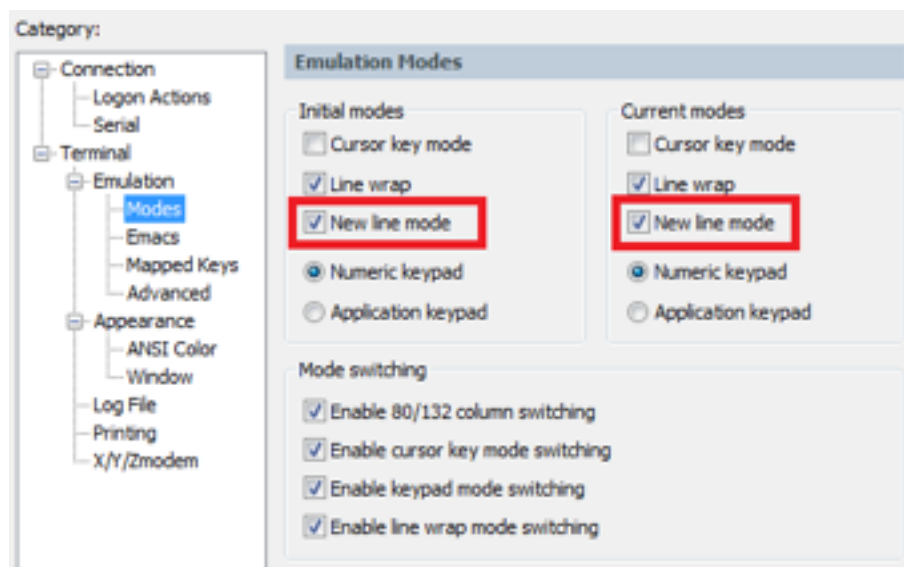 Category:
Connection
Logon Actions
Serial
Terminal
Emulation
Modes
Emacs
Mapped Keys
Advanced
Appearance
ANSI Color
Window
Log File
Printing
X/Y/Zmodem
Emulation Modes
Initial modes
Cursor key mode
Line wrap
New line mode
Numeric keypad
Application keypad
Current modes
Cursor key mode
Line wrap
New line mode
Numeric keypad
Application keypad
Mode switching
Enable 80/132 column switching
Enable cursor key mode switching
Enable keypad mode switching
Enable line wrap mode switching